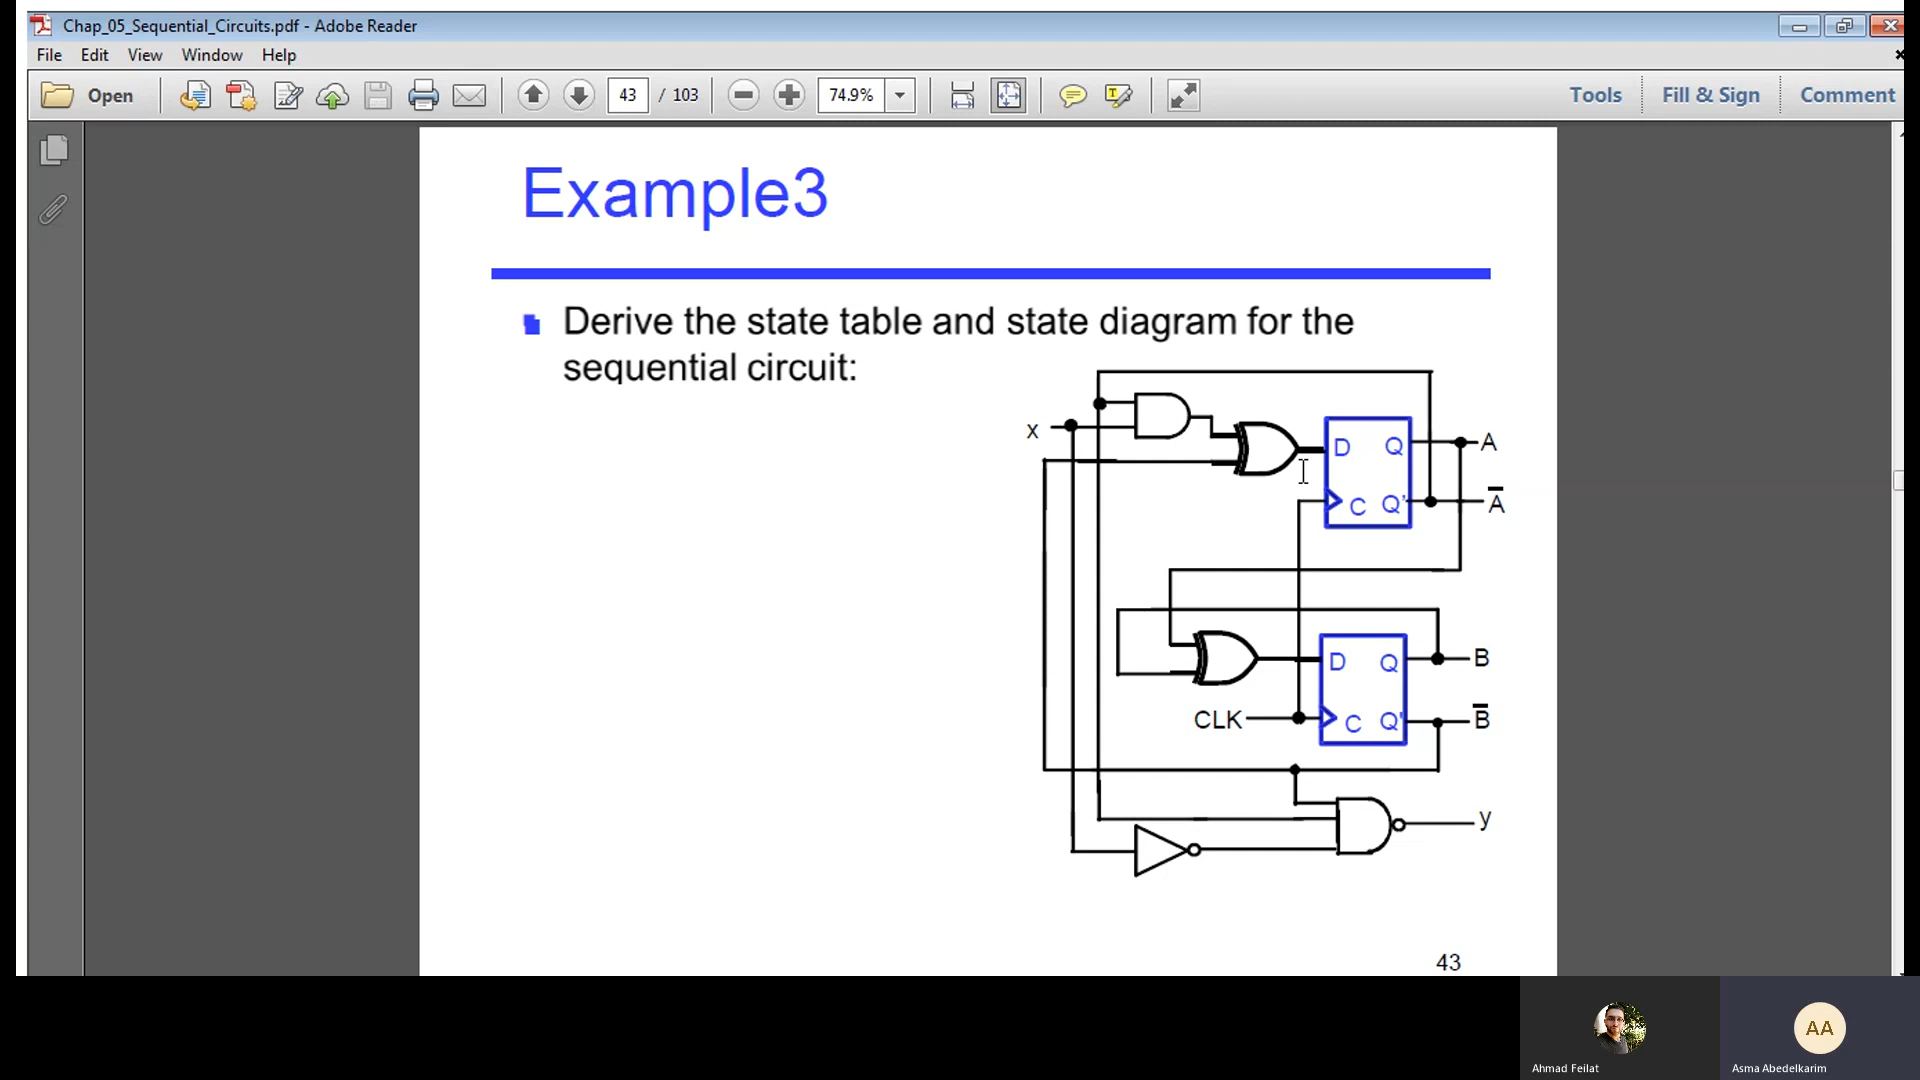 Chap_05_Sequential_Circuits.pdf - Adobe Reader
File Edit View Window Help
Open 43 / 103 74.9% Tools Fill & Sign Comment
Example3
Derive the state table and state diagram for the
sequential circuit:
x
D Q A
C Q' A̅
D Q B
CLK C Q' B̅
y
43
AA
Ahmad Feilat Asma Abedelkarim